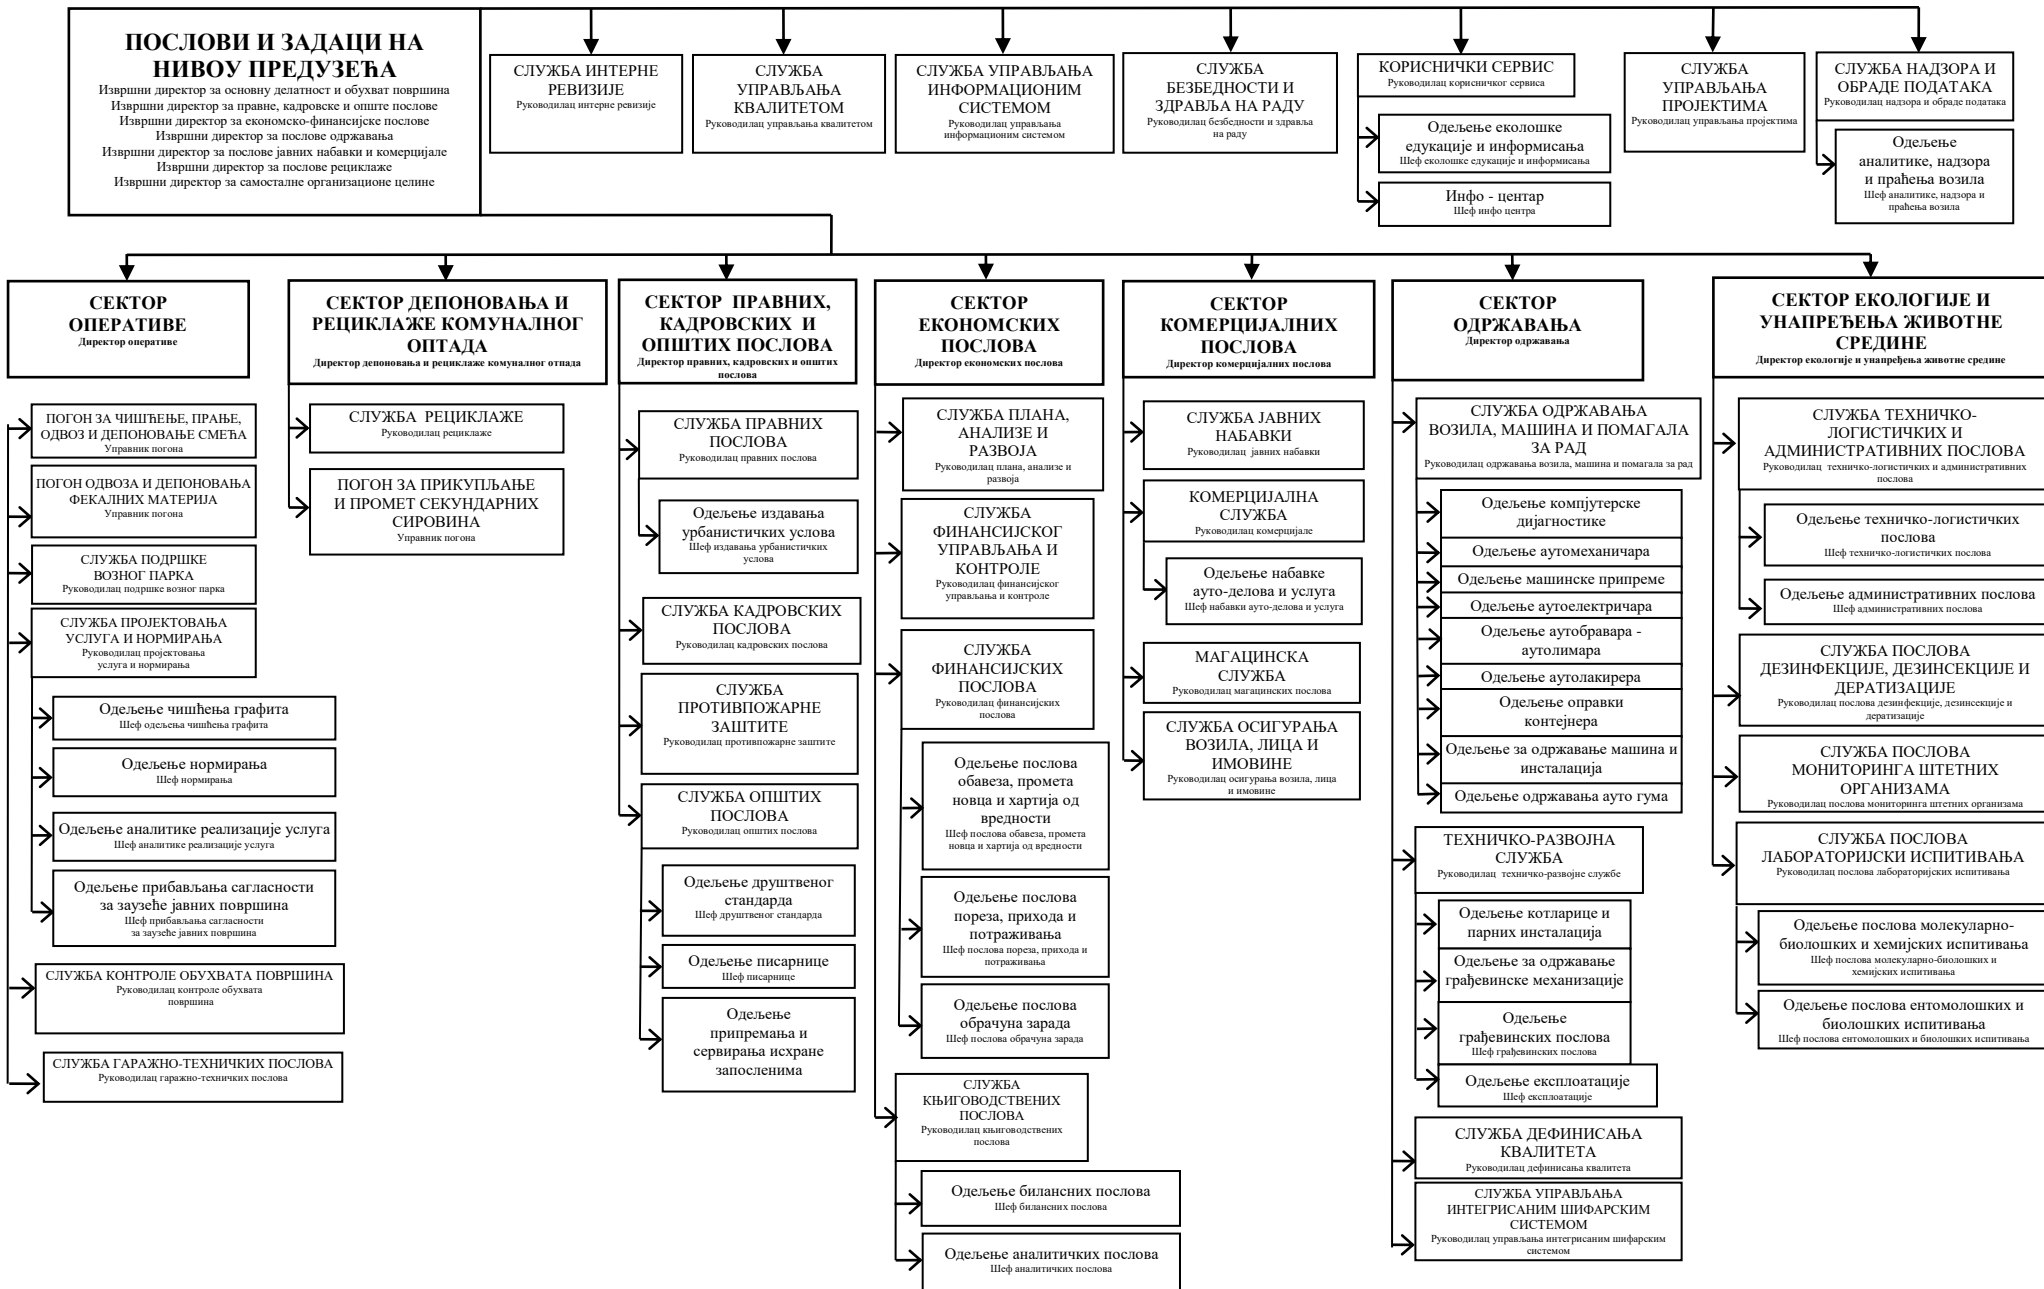 ПОСЛОВИ И ЗАДАЦИ НА
НИВОУ ПРЕДУЗЕЋА
Извршни директор за основну делатност и обухват површина
Извршни директор за правне, кадровске и опште послове
Извршни директор за економско-финансијске послове
Извршни директор за послове одржавања
Извршни директор за послове јавних набавки и комерцијале
Извршни директор за послове рециклаже
Извршни директор за самосталне организационе целине
СЛУЖБА ИНТЕРНЕ
РЕВИЗИЈЕ
Руководилац интерне ревизије
СЛУЖБА
УПРАВЉАЊА
КВАЛИТЕТОМ
Руководилац управљања квалитетом
СЛУЖБА УПРАВЉАЊА
ИНФОРМАЦИОНИМ
СИСТЕМОМ
Руководилац управљања
информационим системом
СЛУЖБА
БЕЗБЕДНОСТИ И
ЗДРАВЉА НА РАДУ
Руководилац безбедности и здравља
на раду
КОРИСНИЧКИ СЕРВИС
Руководилац корисничког сервиса
Одељење еколошке
едукације и информисања
Шеф еколошке едукације и информисања
Инфо - центар
Шеф инфо центра
СЛУЖБА
УПРАВЉАЊА
ПРОЈЕКТИМА
Руководилац управљања пројектима
СЛУЖБА НАДЗОРА И
ОБРАДЕ ПОДАТАКА
Руководилац надзора и обраде података
Одељење
аналитике, надзора
и праћења возила
Шеф аналитике, надзора и
праћења возила
СЕКТОР
ОПЕРАТИВЕ
Директор оперативе
ПОГОН ЗА ЧИШЋЕЊЕ, ПРАЊЕ,
ОДВОЗ И ДЕПОНОВАЊЕ СМЕЋА
Управник погона
ПОГОН ОДВОЗА И ДЕПОНОВАЊА
ФЕКАЛНИХ МАТЕРИЈА
Управник погона
СЛУЖБА ПОДРШКЕ
ВОЗНОГ ПАРКА
Руководилац подршке возног парка
СЛУЖБА ПРОЈЕКТОВАЊА
УСЛУГА И НОРМИРАЊА
Руководилац пројектовања
услуга и нормирања
Одељење чишћења графита
Шеф одељења чишћења графита
Одељење нормирања
Шеф нормирања
Одељење аналитике реализације услуга
Шеф аналитике реализације услуга
Одељење прибављања сагласности
за заузеће јавних површина
Шеф прибављања сагласности
за заузеће јавних површина
СЛУЖБА КОНТРОЛЕ ОБУХВАТА ПОВРШИНА
Руководилац контроле обухвата
површина
СЛУЖБА ГАРАЖНО-ТЕХНИЧКИХ ПОСЛОВА
Руководилац гаражно-техничких послова
СЕКТОР ДЕПОНОВАЊА И
РЕЦИКЛАЖЕ КОМУНАЛНОГ
ОПТАДА
Директор депоновања и рециклаже комуналног отпада
СЛУЖБА РЕЦИКЛАЖЕ
Руководилац рециклаже
ПОГОН ЗА ПРИКУПЉАЊЕ
И ПРОМЕТ СЕКУНДАРНИХ
СИРОВИНА
Управник погона
СЕКТОР ПРАВНИХ,
КАДРОВСКИХ И
ОПШТИХ ПОСЛОВА
Директор правних, кадровских и општих
послова
СЛУЖБА ПРАВНИХ
ПОСЛОВА
Руководилац правних послова
Одељење издавања
урбанистичких услова
Шеф издавања урбанистичких
услова
СЛУЖБА КАДРОВСКИХ
ПОСЛОВА
Руководилац кадровских послова
СЛУЖБА
ПРОТИВПОЖАРНЕ
ЗАШТИТЕ
Руководилац противпожарне заштите
СЛУЖБА ОПШТИХ
ПОСЛОВА
Руководилац општих послова
Одељење друштвеног
стандарда
Шеф друштвеног стандарда
Одељење писарнице
Шеф писарнице
Одељење
припремања и
сервирања исхране
запосленима
СЕКТОР
ЕКОНОМСКИХ
ПОСЛОВА
Директор економских послова
СЛУЖБА ПЛАНА,
АНАЛИЗЕ И
РАЗВОЈА
Руководилац плана, анализе и
развоја
СЛУЖБА
ФИНАНСИЈСКОГ
УПРАВЉАЊА И
КОНТРОЛЕ
Руководилац финансијског
управљања и контроле
СЛУЖБА
ФИНАНСИЈСКИХ
ПОСЛОВА
Руководилац финансијских
послова
Одељење послова
обавеза, промета
новца и хартија од
вредности
Шеф послова обавеза, промета
новца и хартија од вредности
Одељење послова
пореза, прихода и
потраживања
Шеф послова пореза, прихода и
потраживања
Одељење послова
обрачуна зарада
Шеф послова обрачуна зарада
СЛУЖБА
КЊИГОВОДСТВЕНИХ
ПОСЛОВА
Руководилац књиговодствених
послова
Одељење билансних послова
Шеф билансних послова
Одељење аналитичких послова
Шеф аналитичких послова
СЕКТОР
КОМЕРЦИЈАЛНИХ
ПОСЛОВА
Директор комерцијалних послова
СЛУЖБА ЈАВНИХ
НАБАВКИ
Руководилац јавних набавки
КОМЕРЦИЈАЛНА
СЛУЖБА
Руководилац комерцијале
Одељење набавке
ауто-делова и услуга
Шеф набавки ауто-делова и услуга
МАГАЦИНСКА
СЛУЖБА
Руководилац магацинских послова
СЛУЖБА ОСИГУРАЊА
ВОЗИЛА, ЛИЦА И
ИМОВИНЕ
Руководилац осигурања возила, лица
и имовине
СЕКТОР
ОДРЖАВАЊА
Директор одржавања
СЛУЖБА ОДРЖАВАЊА
ВОЗИЛА, МАШИНА И ПОМАГАЛА
ЗА РАД
Руководилац одржавања возила, машина и помагала за рад
Одељење компјутерске
дијагностике
Одељење аутомеханичара
Одељење машинске припреме
Одељење аутоелектричара
Одељење аутобравара -
аутолимара
Одељење аутолакирера
Одељење оправки
контејнера
Одељење за одржавање машина и
инсталација
Одељење одржавања ауто гума
ТЕХНИЧКО-РАЗВОЈНА
СЛУЖБА
Руководилац техничко-развојне службе
Одељење котларице и
парних инсталација
Одељење за одржавање
грађевинске механизације
Одељење
грађевинских послова
Шеф грађевинских послова
Одељење експлоатације
Шеф експлоатације
СЛУЖБА ДЕФИНИСАЊА
КВАЛИТЕТА
Руководилац дефинисања квалитета
СЛУЖБА УПРАВЉАЊА
ИНТЕГРИСАНИМ ШИФАРСКИМ
СИСТЕМОМ
Руководилац управљања интегрисаним шифарским
системом
СЕКТОР ЕКОЛОГИЈЕ И
УНАПРЕЂЕЊА ЖИВОТНЕ
СРЕДИНЕ
Директор екологије и унапређења животне средине
СЛУЖБА ТЕХНИЧКО-
ЛОГИСТИЧКИХ И
АДМИНИСТРАТИВНИХ ПОСЛОВА
Руководилац техничко-логистичких и административних
послова
Одељење техничко-логистичких
послова
Шеф техничко-логистичких послова
Одељење административних послова
Шеф административних послова
СЛУЖБА ПОСЛОВА
ДЕЗИНФЕКЦИЈЕ, ДЕЗИНСЕКЦИЈЕ И
ДЕРАТИЗАЦИЈЕ
Руководилац послова дезинфекције, дезинсекције и
дератизације
СЛУЖБА ПОСЛОВА
МОНИТОРИНГА ШТЕТНИХ
ОРГАНИЗАМА
Руководилац послова мониторинга штетних организама
СЛУЖБА ПОСЛОВА
ЛАБОРАТОРИЈСКИ ИСПИТИВАЊА
Руководилац послова лабораторијских испитивања
Одељење послова молекуларно-
биолошких и хемијских испитивања
Шеф послова молекуларно-биолошких и
хемијских испитивања
Одељење послова ентомолошких и
биолошких испитивања
Шеф послова ентомолошких и биолошких испитивања